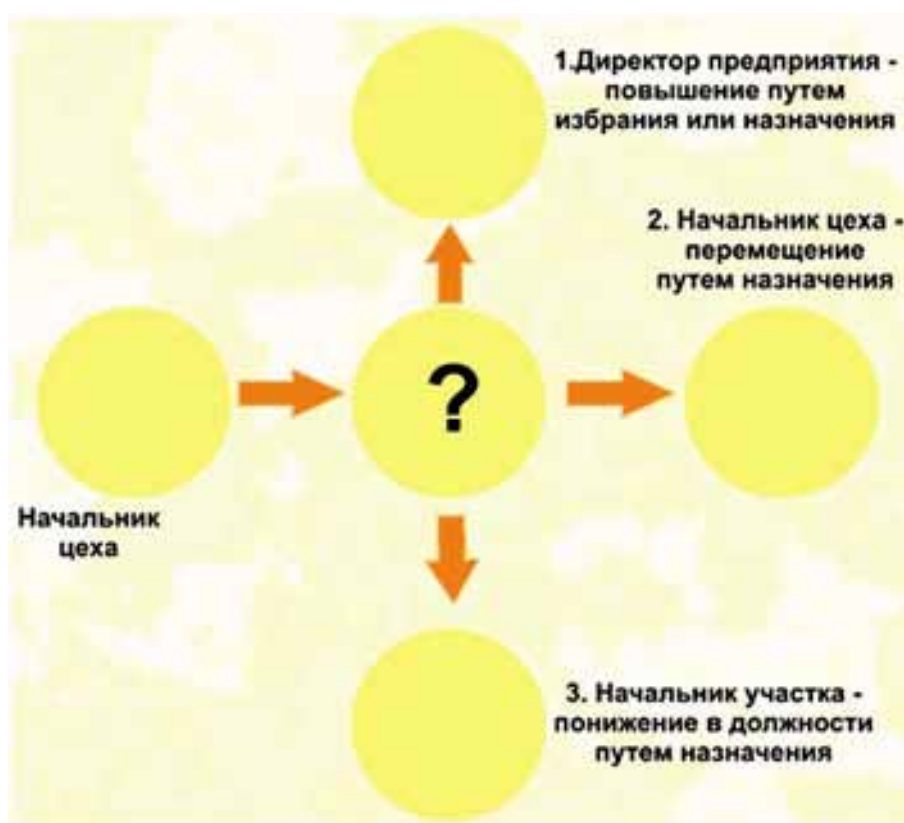 1.Директор предприятия -
повышение путем
избрания или назначения
2. Начальник цеха -
перемещение
путем назначения
?
Начальник
цеха
3. Начальник участка -
понижение в должности
путем назначения